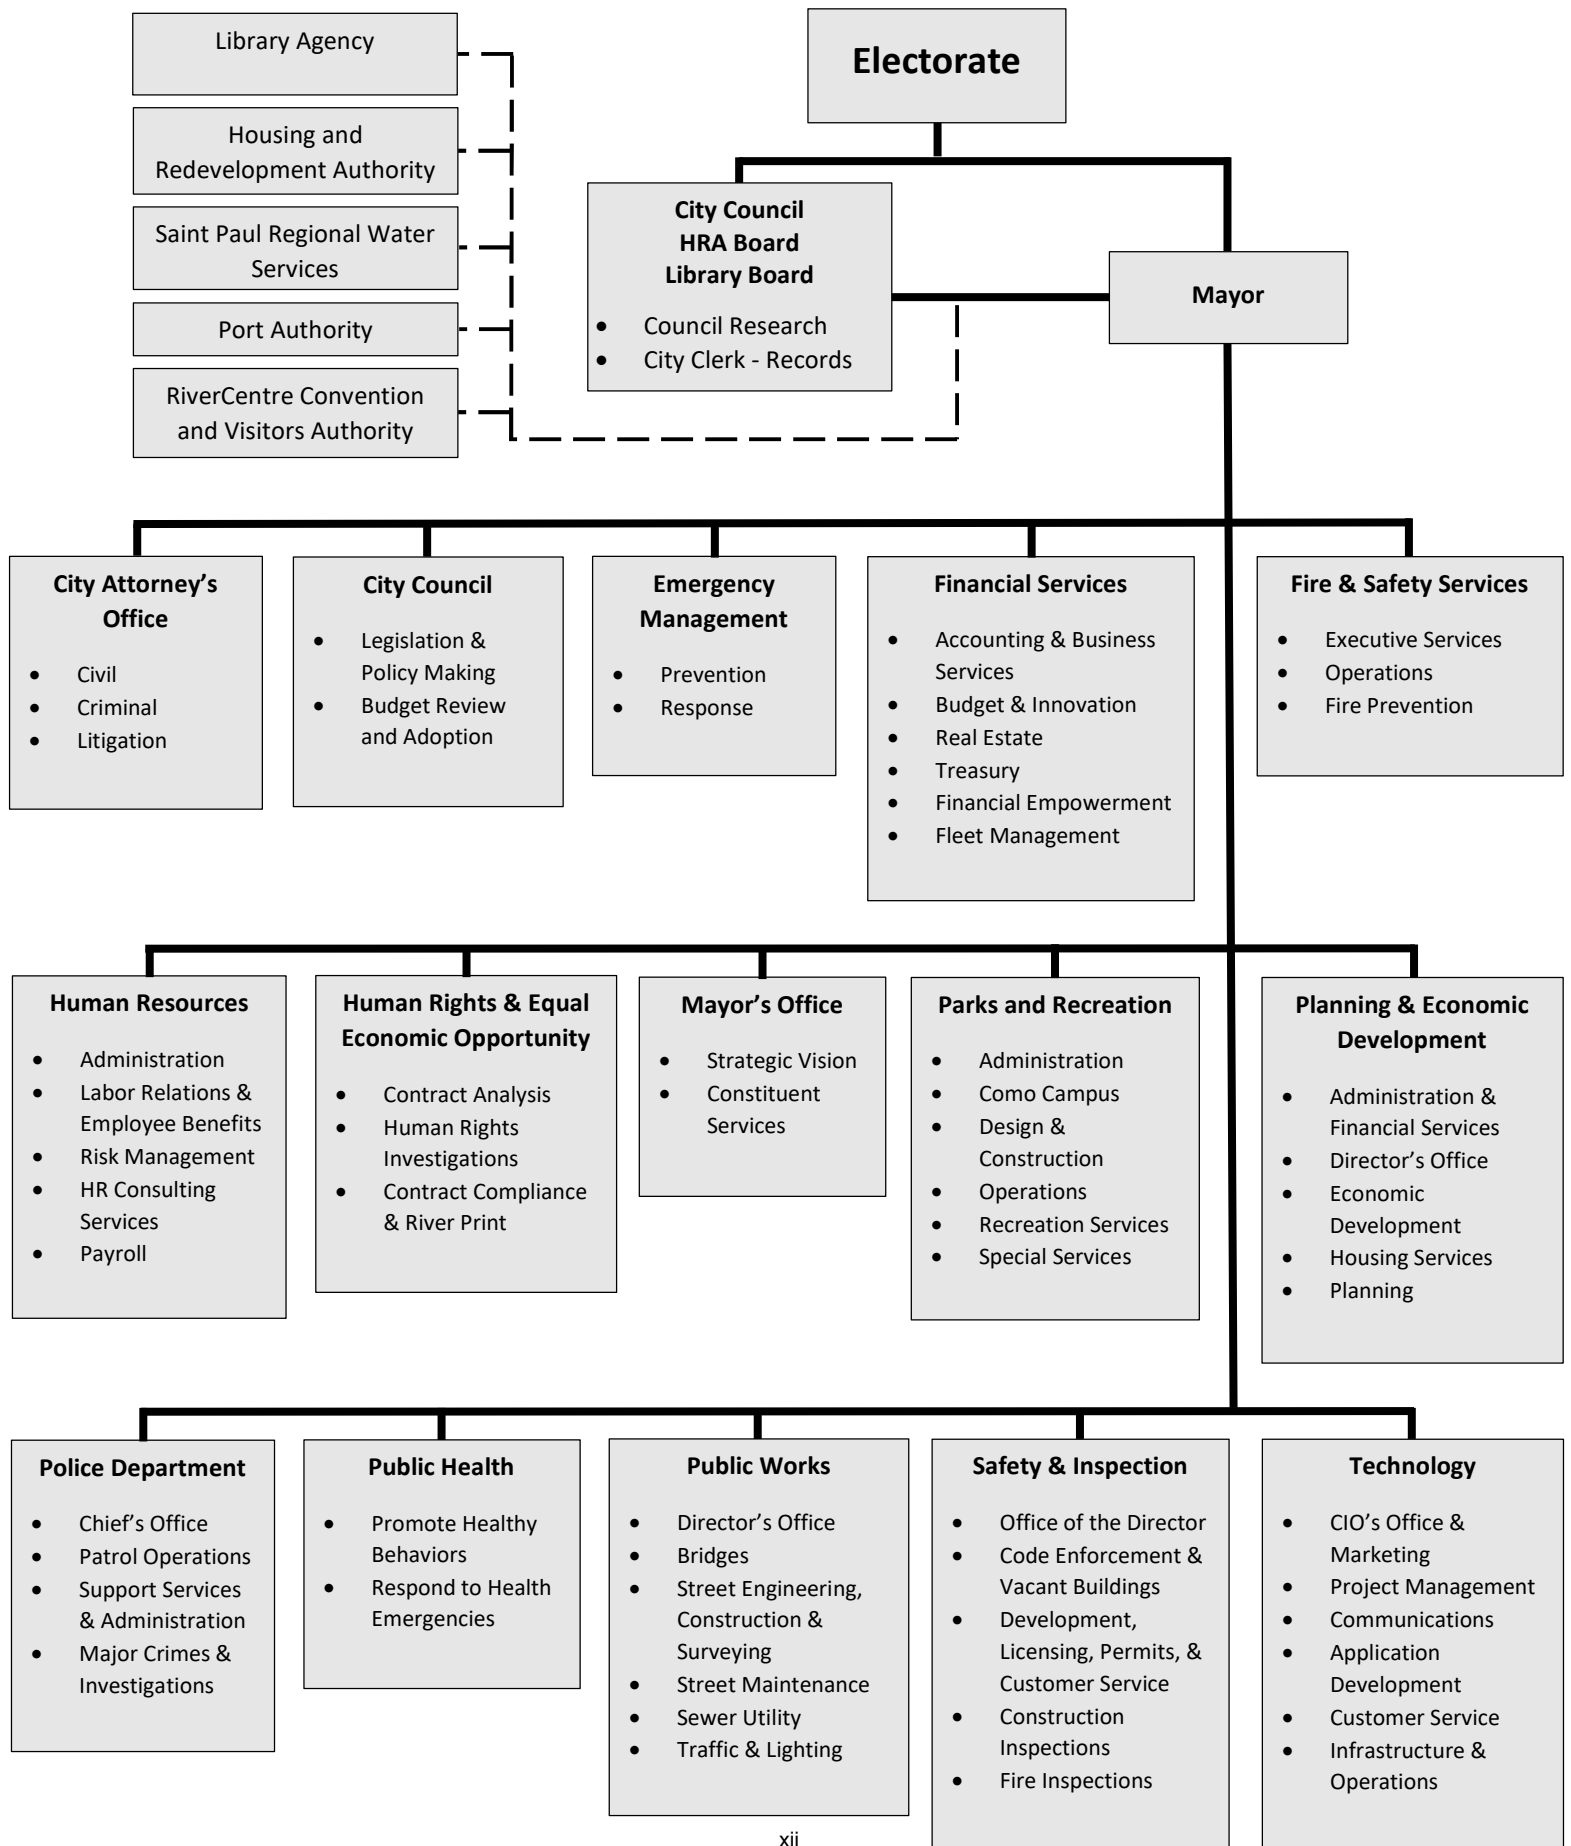 Library Agency
Housing and
Redevelopment Authority
Saint Paul Regional Water
Services
Port Authority
RiverCentre Convention
and Visitors Authority
Electorate
City Council
HRA Board
Library Board
• Council Research
• City Clerk - Records
Mayor
City Attorney’s
Office
• Civil
• Criminal
• Litigation
City Council
• Legislation &
Policy Making
• Budget Review
and Adoption
Emergency
Management
• Prevention
• Response
Financial Services
• Accounting & Business
Services
• Budget & Innovation
• Real Estate
• Treasury
• Financial Empowerment
• Fleet Management
Fire & Safety Services
• Executive Services
• Operations
• Fire Prevention
Human Resources
• Administration
• Labor Relations &
Employee Benefits
• Risk Management
• HR Consulting
Services
• Payroll
Human Rights & Equal
Economic Opportunity
• Contract Analysis
• Human Rights
Investigations
• Contract Compliance
& River Print
Mayor’s Office
• Strategic Vision
• Constituent
Services
Parks and Recreation
• Administration
• Como Campus
• Design &
Construction
• Operations
• Recreation Services
• Special Services
Planning & Economic
Development
• Administration &
Financial Services
• Director’s Office
• Economic
Development
• Housing Services
• Planning
Police Department
• Chief’s Office
• Patrol Operations
• Support Services
& Administration
• Major Crimes &
Investigations
Public Health
• Promote Healthy
Behaviors
• Respond to Health
Emergencies
Public Works
• Director’s Office
• Bridges
• Street Engineering,
Construction &
Surveying
• Street Maintenance
• Sewer Utility
• Traffic & Lighting
Safety & Inspection
• Office of the Director
• Code Enforcement &
Vacant Buildings
• Development,
Licensing, Permits, &
Customer Service
• Construction
Inspections
• Fire Inspections
Technology
• CIO’s Office &
Marketing
• Project Management
• Communications
• Application
Development
• Customer Service
• Infrastructure &
Operations
xii